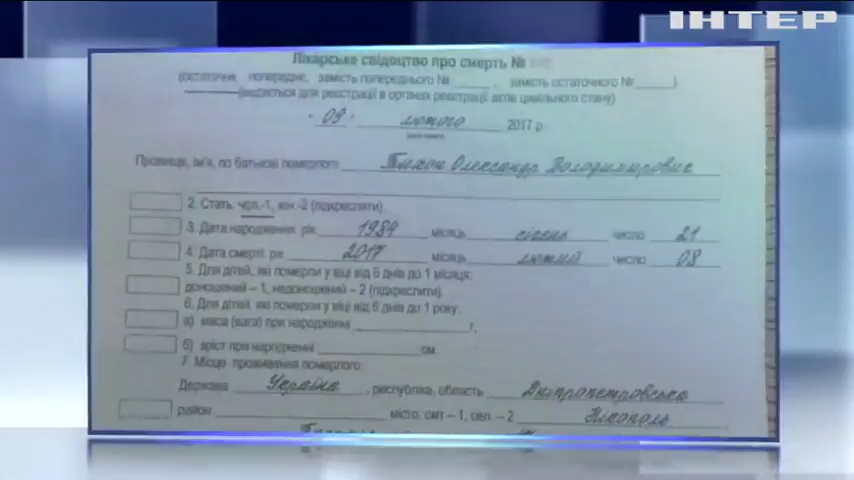 ІНТЕР
Лікарське свідоцтво про смерть №
(остаточне, попереднє, замість попереднього № ______, замість остаточного № ______)
(видається для реєстрації в органах реєстрації актів цивільного стану)
"09" лютого 2017 р
Прізвище, ім'я, по батькові померлого Тихон Олександр Володимирович
2. Стать: чол.-1, жін.-2 (підкреслити).
3. Дата народження: рік 1984 місяць січень число 21
4. Дата смерті: рік 2017 місяць лютий число 08
5. Для дітей, які померли у віці від 6 днів до 1 місяця:
доношений – 1, недоношений – 2 (підкреслити).
6. Для дітей, які померли у віці від 6 днів до 1 року:
а) маса (вага) при народженні ______ г,
б) зріст при народженні ______ см
7. Місце проживання померлого:
Держава Україна, республіка, область Дніпропетровська
район ______ місто, смт – 1, сел. – 2 Нікополь